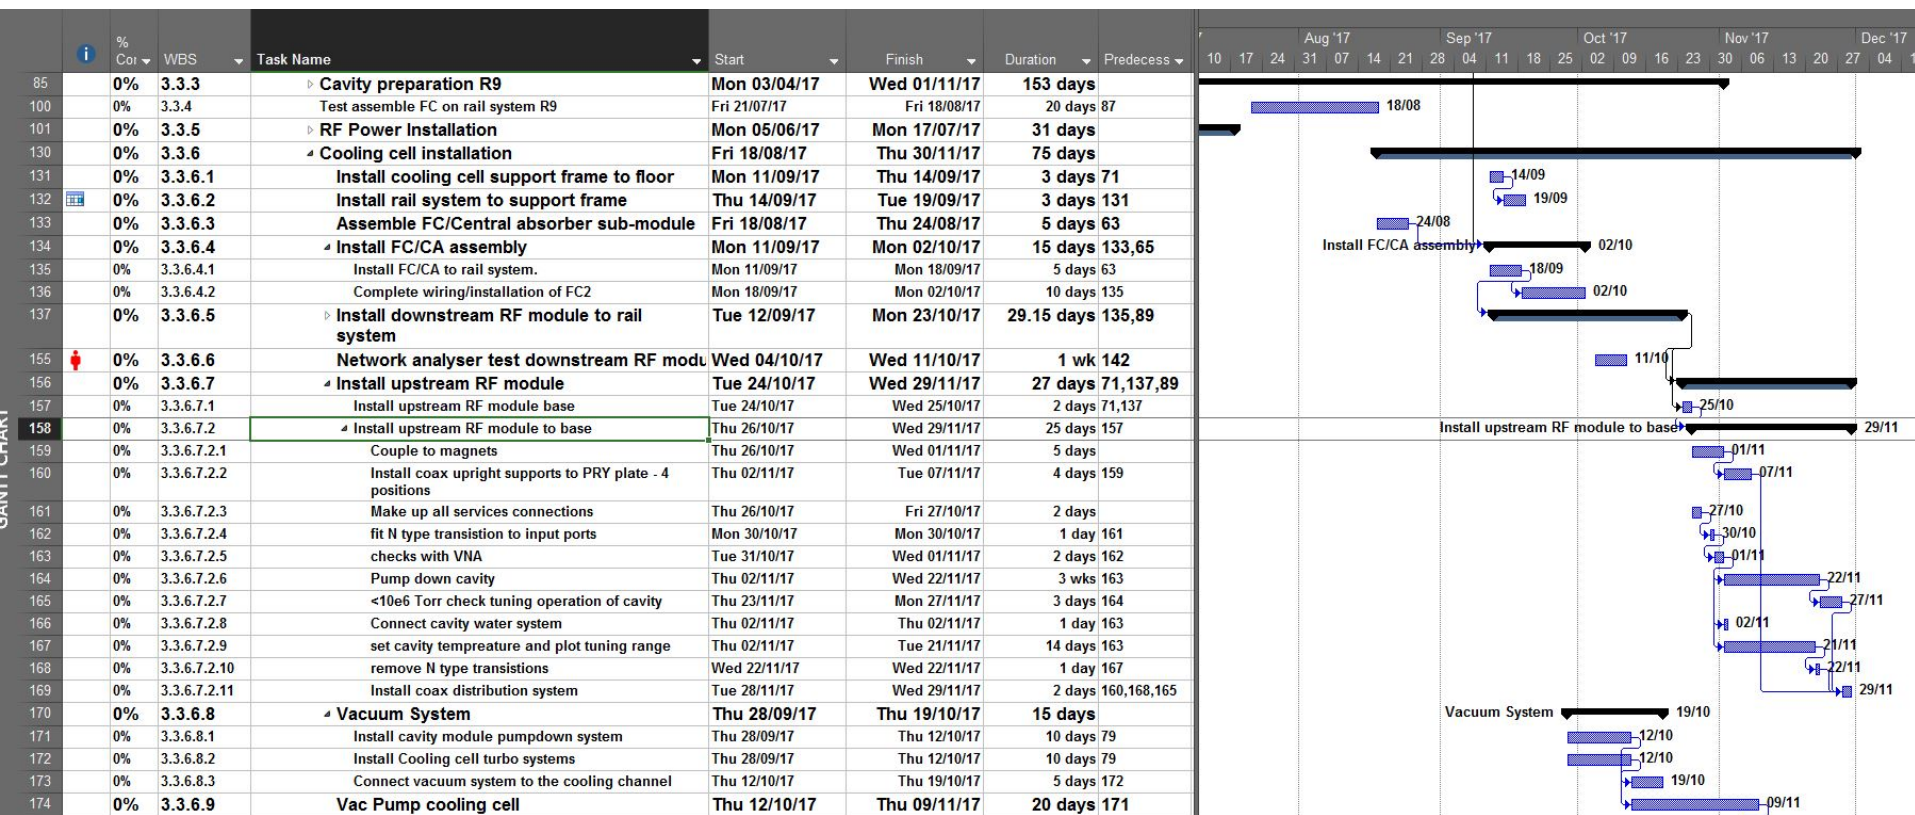 Aug '17 Sep '17 Oct '17 Nov '17 Dec '17
% Cor WBS Task Name Start Finish Duration Predecess 10 17 24 31 07 14 21 28 04 11 18 25 02 09 16 23 30 06 13 20 27 04
85 0% 3.3.3 Cavity preparation R9 Mon 03/04/17 Wed 01/11/17 153 days
100 0% 3.3.4 Test assemble FC on rail system R9 Fri 21/07/17 Fri 18/08/17 20 days 87 18/08
101 0% 3.3.5 RF Power Installation Mon 05/06/17 Mon 17/07/17 31 days
130 0% 3.3.6 Cooling cell installation Fri 18/08/17 Thu 30/11/17 75 days
131 0% 3.3.6.1 Install cooling cell support frame to floor Mon 11/09/17 Thu 14/09/17 3 days 71 14/09
132 0% 3.3.6.2 Install rail system to support frame Thu 14/09/17 Tue 19/09/17 3 days 131 19/09
133 0% 3.3.6.3 Assemble FC/Central absorber sub-module Fri 18/08/17 Thu 24/08/17 5 days 63 24/08
134 0% 3.3.6.4 Install FC/CA assembly Mon 11/09/17 Mon 02/10/17 15 days 133,65 Install FC/CA assembly 02/10
135 0% 3.3.6.4.1 Install FC/CA to rail system. Mon 11/09/17 Mon 18/09/17 5 days 63 18/09
136 0% 3.3.6.4.2 Complete wiring/installation of FC2 Mon 18/09/17 Mon 02/10/17 10 days 135 02/10
137 0% 3.3.6.5 Install downstream RF module to rail Tue 12/09/17 Mon 23/10/17 29.15 days 135,89
system
155 0% 3.3.6.6 Network analyser test downstream RF modu Wed 04/10/17 Wed 11/10/17 1 wk 142 11/10
156 0% 3.3.6.7 Install upstream RF module Tue 24/10/17 Wed 29/11/17 27 days 71,137,89
157 0% 3.3.6.7.1 Install upstream RF module base Tue 24/10/17 Wed 25/10/17 2 days 71,137 25/10
158 0% 3.3.6.7.2 Install upstream RF module to base Thu 26/10/17 Wed 29/11/17 25 days 157 Install upstream RF module to base 29/11
159 0% 3.3.6.7.2.1 Couple to magnets Thu 26/10/17 Wed 01/11/17 5 days 01/11
160 0% 3.3.6.7.2.2 Install coax upright supports to PRY plate - 4 Thu 02/11/17 Tue 07/11/17 4 days 159 07/11
positions
161 0% 3.3.6.7.2.3 Make up all services connections Thu 26/10/17 Fri 27/10/17 2 days 27/10
162 0% 3.3.6.7.2.4 fit N type transistion to input ports Mon 30/10/17 Mon 30/10/17 1 day 161 30/10
163 0% 3.3.6.7.2.5 checks with VNA Tue 31/10/17 Wed 01/11/17 2 days 162 01/11
164 0% 3.3.6.7.2.6 Pump down cavity Thu 02/11/17 Wed 22/11/17 3 wks 163 22/11
165 0% 3.3.6.7.2.7 <10e6 Torr check tuning operation of cavity Thu 23/11/17 Mon 27/11/17 3 days 164 27/11
166 0% 3.3.6.7.2.8 Connect cavity water system Thu 02/11/17 Thu 02/11/17 1 day 163 02/11
167 0% 3.3.6.7.2.9 set cavity tempreature and plot tuning range Thu 02/11/17 Tue 21/11/17 14 days 163 21/11
168 0% 3.3.6.7.2.10 remove N type transistions Wed 22/11/17 Wed 22/11/17 1 day 167 22/11
169 0% 3.3.6.7.2.11 Install coax distribution system Tue 28/11/17 Wed 29/11/17 2 days 160,168,165 29/11
170 0% 3.3.6.8 Vacuum System Thu 28/09/17 Thu 19/10/17 15 days Vacuum System 19/10
171 0% 3.3.6.8.1 Install cavity module pumpdown system Thu 28/09/17 Thu 12/10/17 10 days 79 12/10
172 0% 3.3.6.8.2 Install Cooling cell turbo systems Thu 28/09/17 Thu 12/10/17 10 days 79 12/10
173 0% 3.3.6.8.3 Connect vacuum system to the cooling channel Thu 12/10/17 Thu 19/10/17 5 days 172 19/10
174 0% 3.3.6.9 Vac Pump cooling cell Thu 12/10/17 Thu 09/11/17 20 days 171 09/11
GANTT CHART